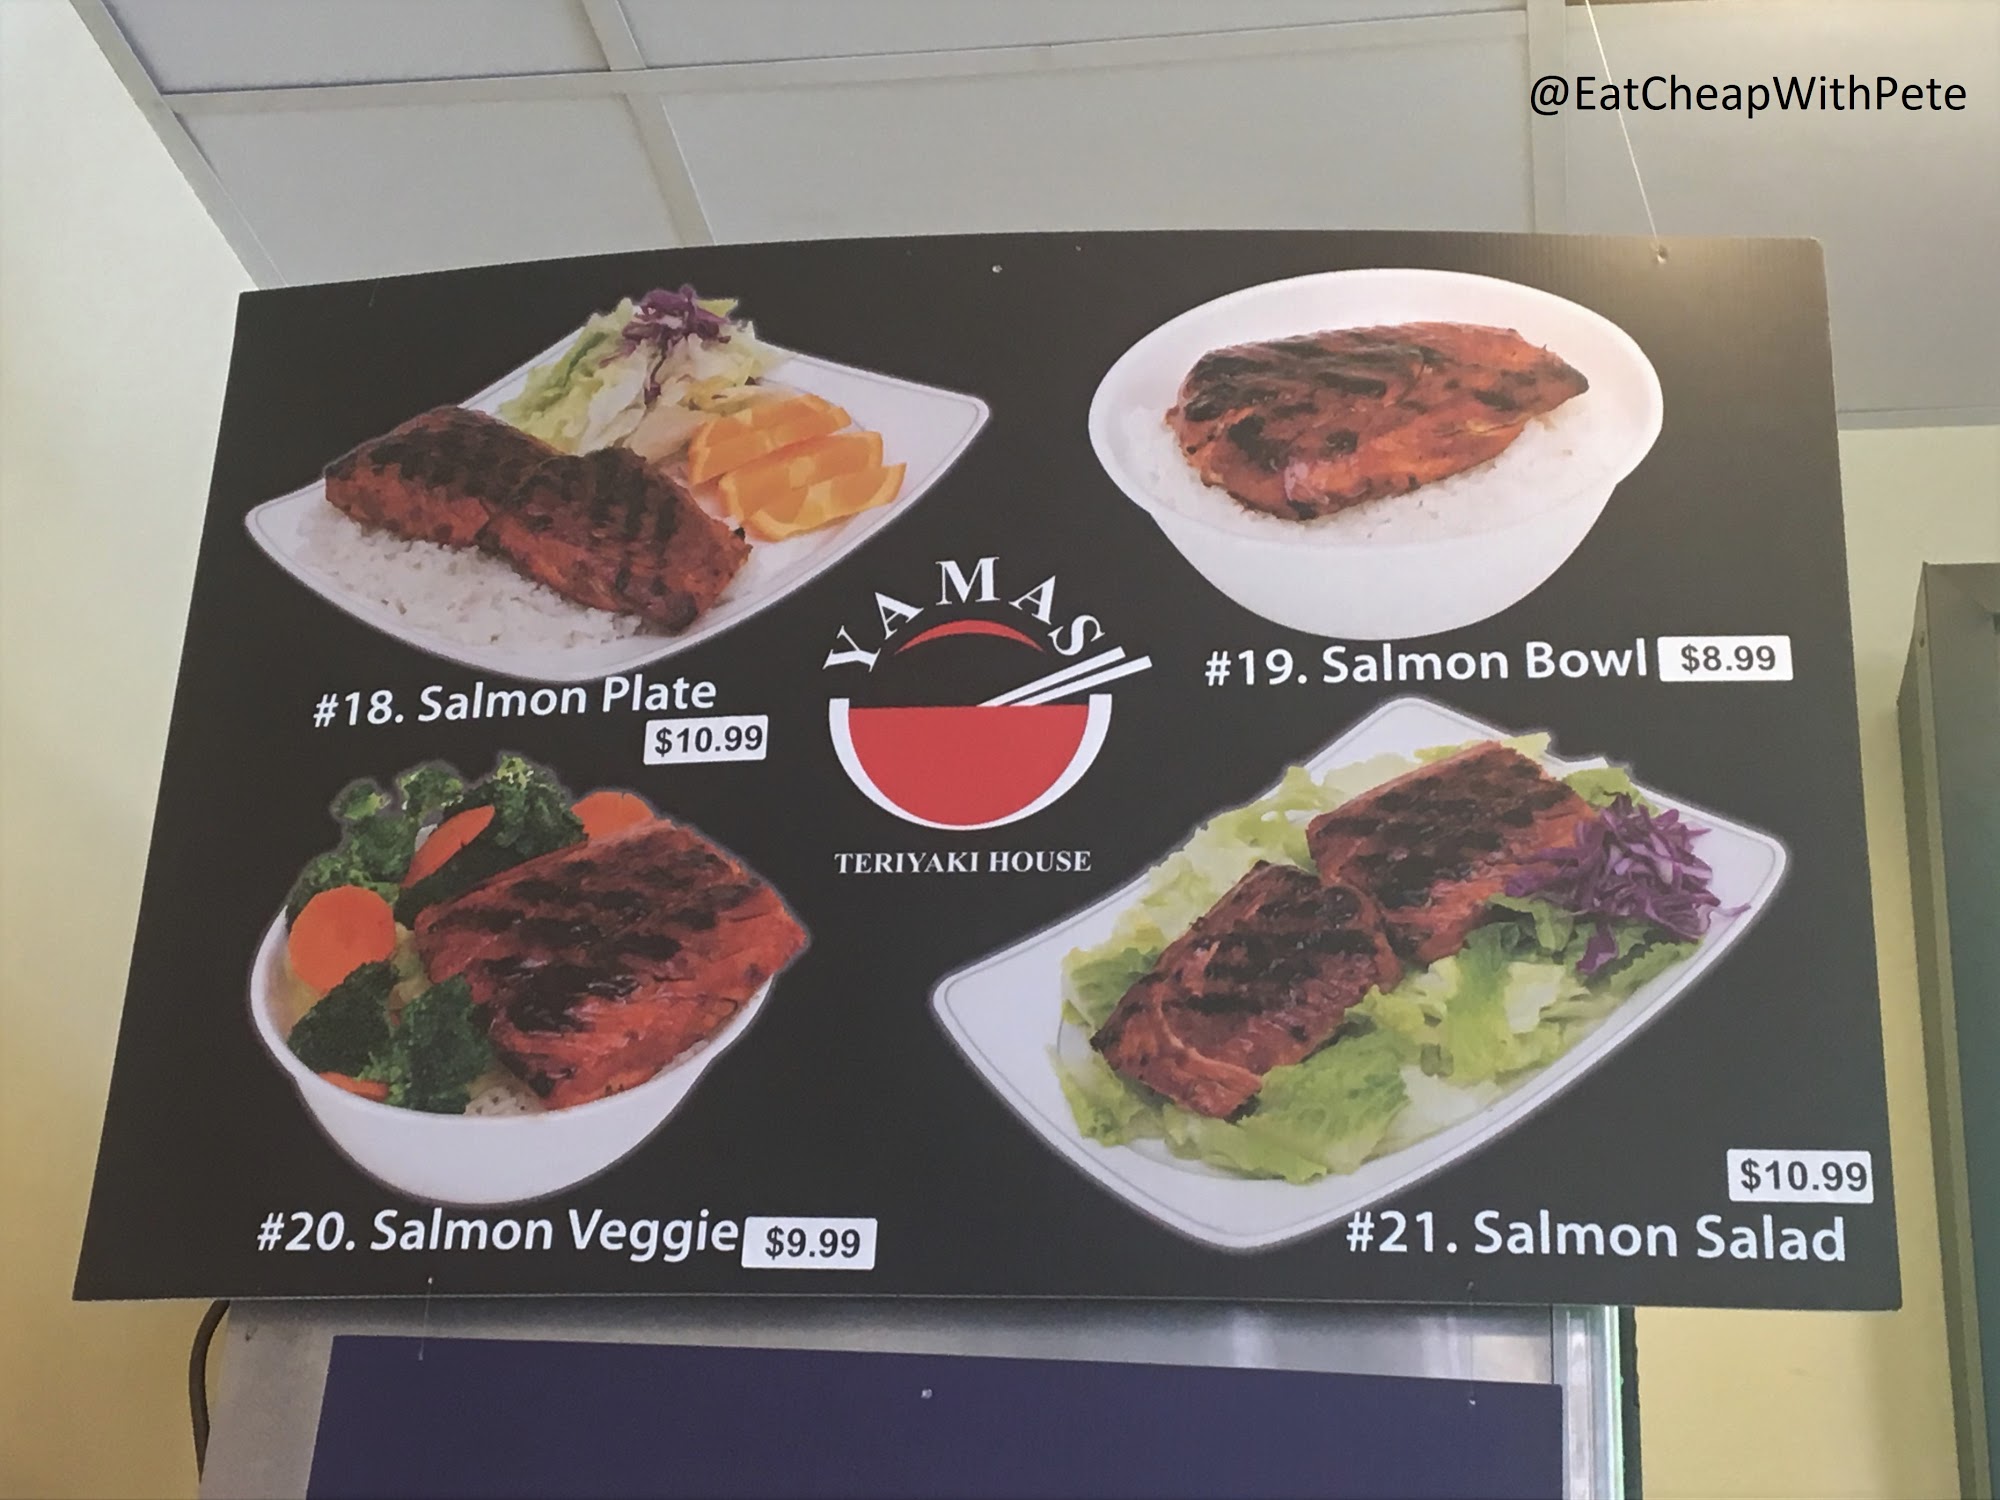 @EatCheapWithPete
#18. Salmon Plate
$10.99
#19. Salmon Bowl $8.99
YAMAS
TERIYAKI HOUSE
#20. Salmon Veggie $9.99
$10.99
#21. Salmon Salad